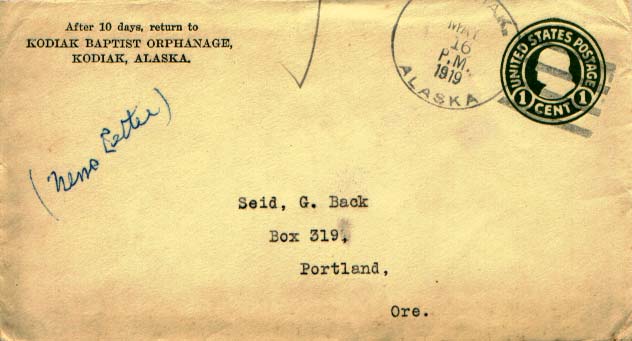 After 10 days, return to
KODIAK BAPTIST ORPHANAGE,
KODIAK, ALASKA.
MAY
16
P.M.
1919
ALASKA
UNITED STATES POSTAGE
1 CENT 1
(News Letter)
Seid, G. Back
Box 319,
Portland,
Ore.